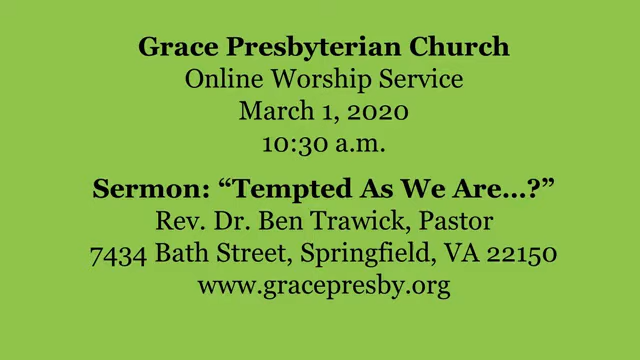 Grace Presbyterian Church
Online Worship Service
March 1, 2020
10:30 a.m.
Sermon: “Tempted As We Are...?”
Rev. Dr. Ben Trawick, Pastor
7434 Bath Street, Springfield, VA 22150
www.gracepresby.org